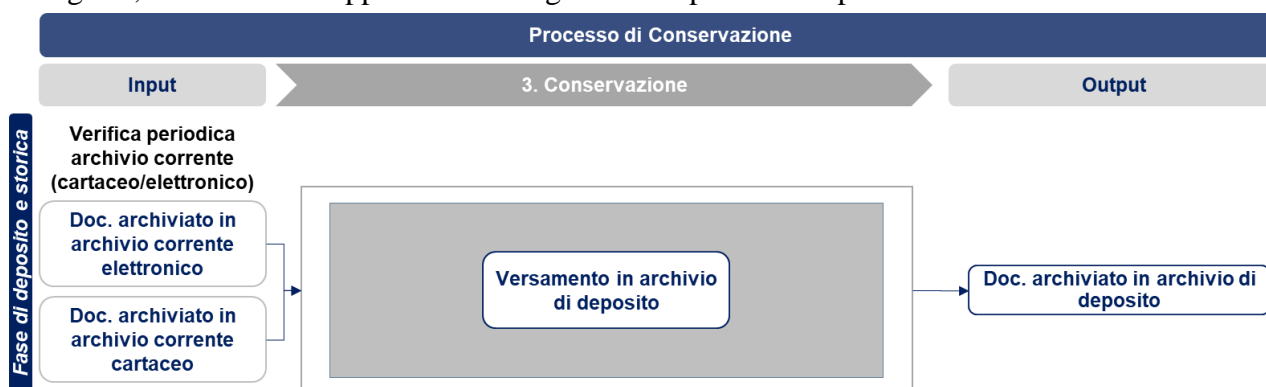 Processo di Conservazione
Input
3. Conservazione
Output
Fase di deposito e storica
Verifica periodica
archivio corrente
(cartaceo/elettronico)
Doc. archiviato in
archivio corrente
elettronico
Doc. archiviato in
archivio corrente
cartaceo
Versamento in archivio
di deposito
Doc. archiviato in archivio di
deposito